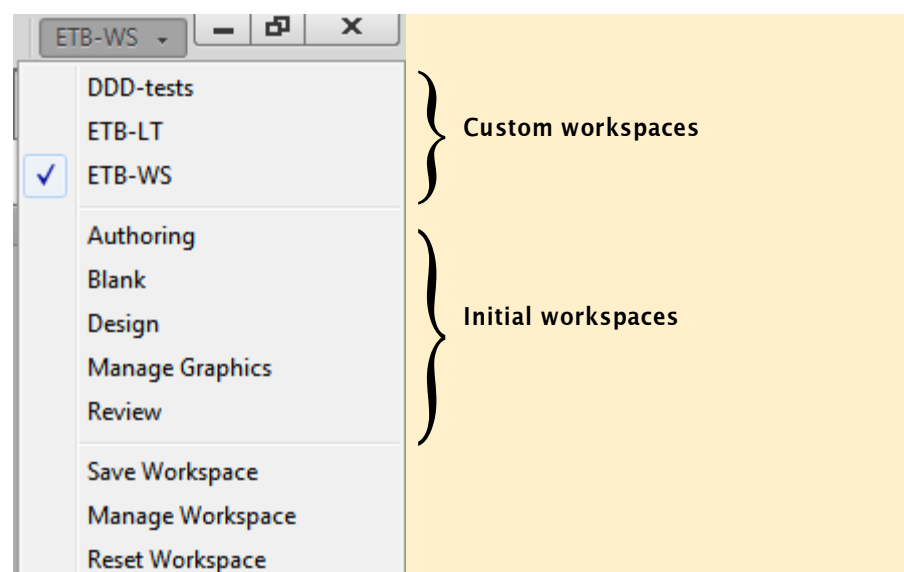 ETB-WS
DDD-tests
ETB-LT
ETB-WS
Custom workspaces
Authoring
Blank
Design
Manage Graphics
Review
Initial workspaces
Save Workspace
Manage Workspace
Reset Workspace